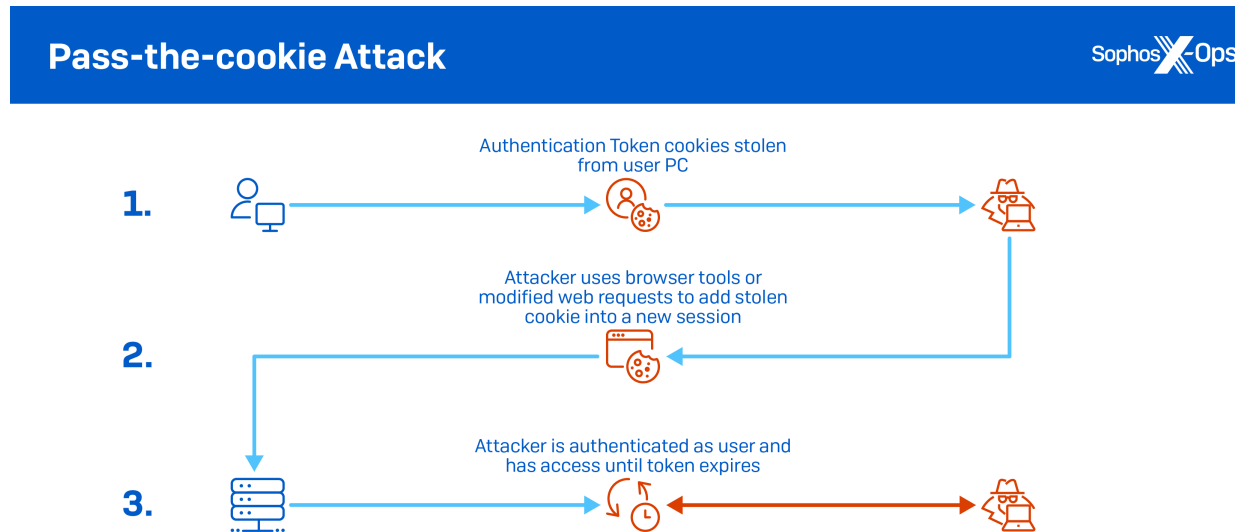 Pass-the-cookie Attack
Sophos X-Ops
Authentication Token cookies stolen
from user PC
1.
Attacker uses browser tools or
modified web requests to add stolen
cookie into a new session
2.
Attacker is authenticated as user and
has access until token expires
3.